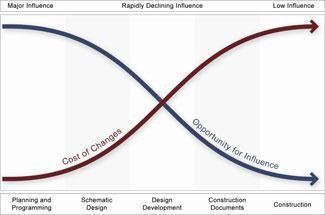 Major Influence
Rapidly Declining Influence
Low Influence
Cost of Changes
Opportunity for Influence
Planning and
Programming
Schematic
Design
Design
Development
Construction
Documents
Construction